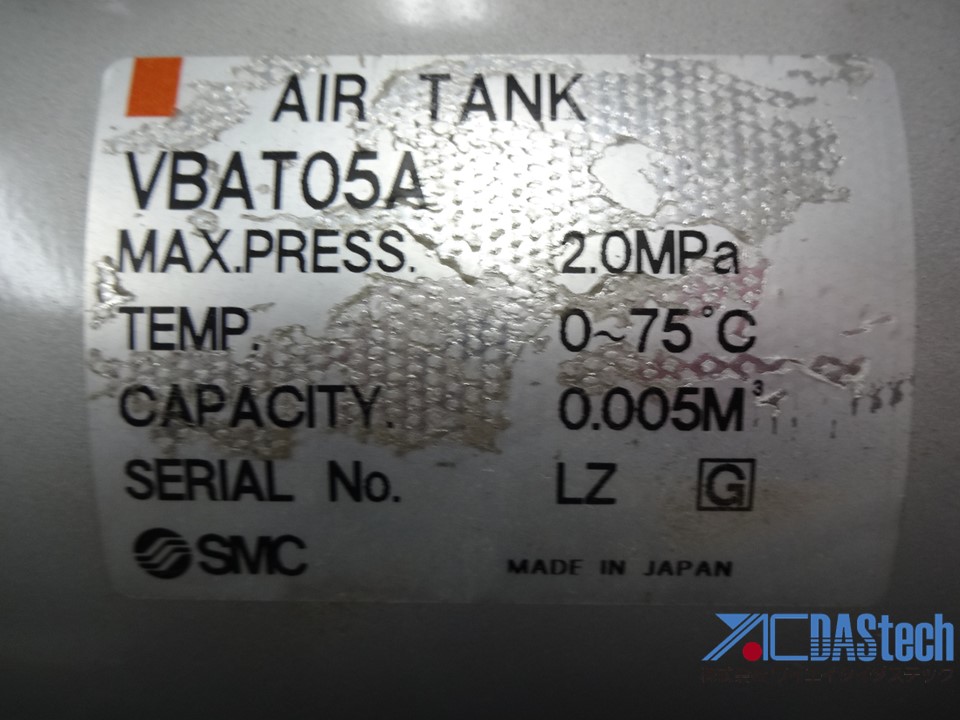 AIR TANK
VBAT05A
MAX.PRESS. 2.0MPa
TEMP. 0~75°C
CAPACITY. 0.005M³
SERIAL No. LZ G
SMC MADE IN JAPAN
DAStech